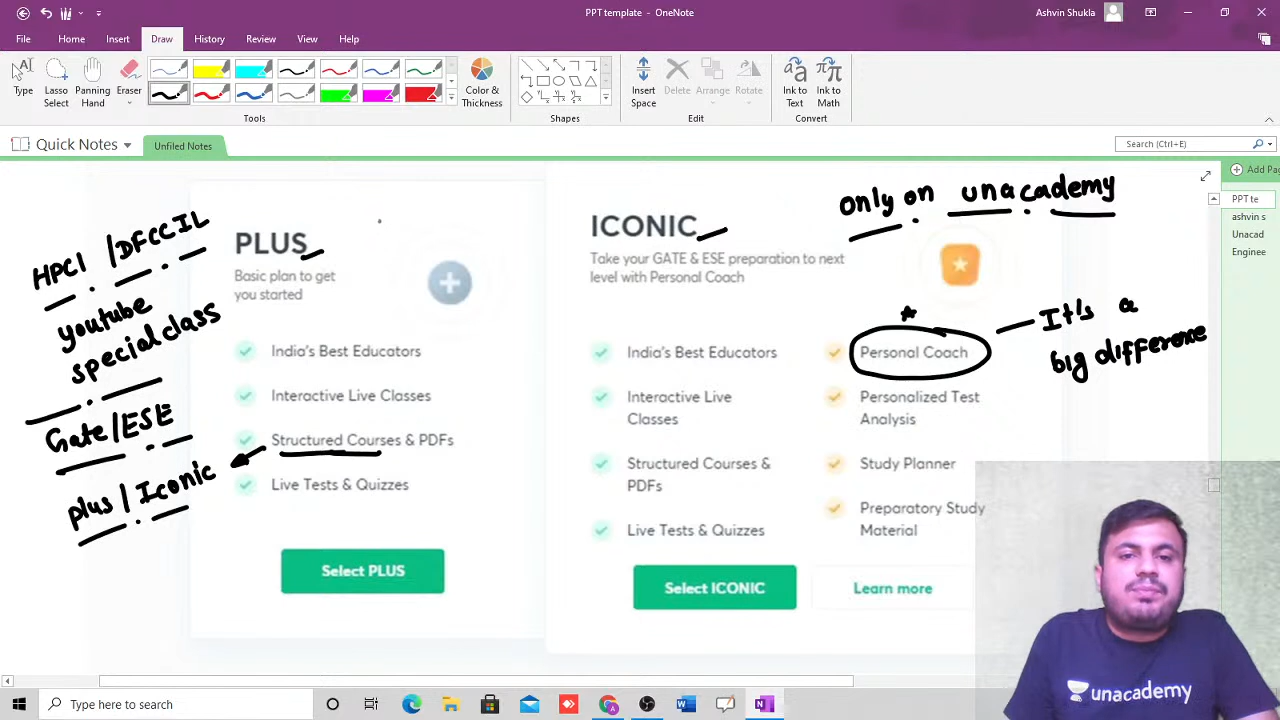 PPT template - OneNote
Ashvin Shukla
File Home Insert Draw History Review View Help
Type
Lasso Select
Panning Hand
Eraser
Color & Thickness
Insert Space
Delete
Arrange
Rotate
Ink to Text
Ink to Math
Tools
Shapes
Edit
Convert
Quick Notes
Unfiled Notes
Search (Ctrl+E)
Add Pag
PPT te
ashvin s
Unacad
Enginee
only on unacademy
HPCL / DFCCIL
youtube
special class
Gate/ESE
plus / Iconic
PLUS
Basic plan to get
you started
India's Best Educators
Interactive Live Classes
Structured Courses & PDFs
Live Tests & Quizzes
Select PLUS
ICONIC
Take your GATE & ESE preparation to next
level with Personal Coach
India's Best Educators
Interactive Live
Classes
Structured Courses &
PDFs
Live Tests & Quizzes
Personal Coach
Personalized Test
Analysis
Study Planner
Preparatory Study
Material
Select ICONIC
Learn more
It's a
big difference
unacademy
Type here to search